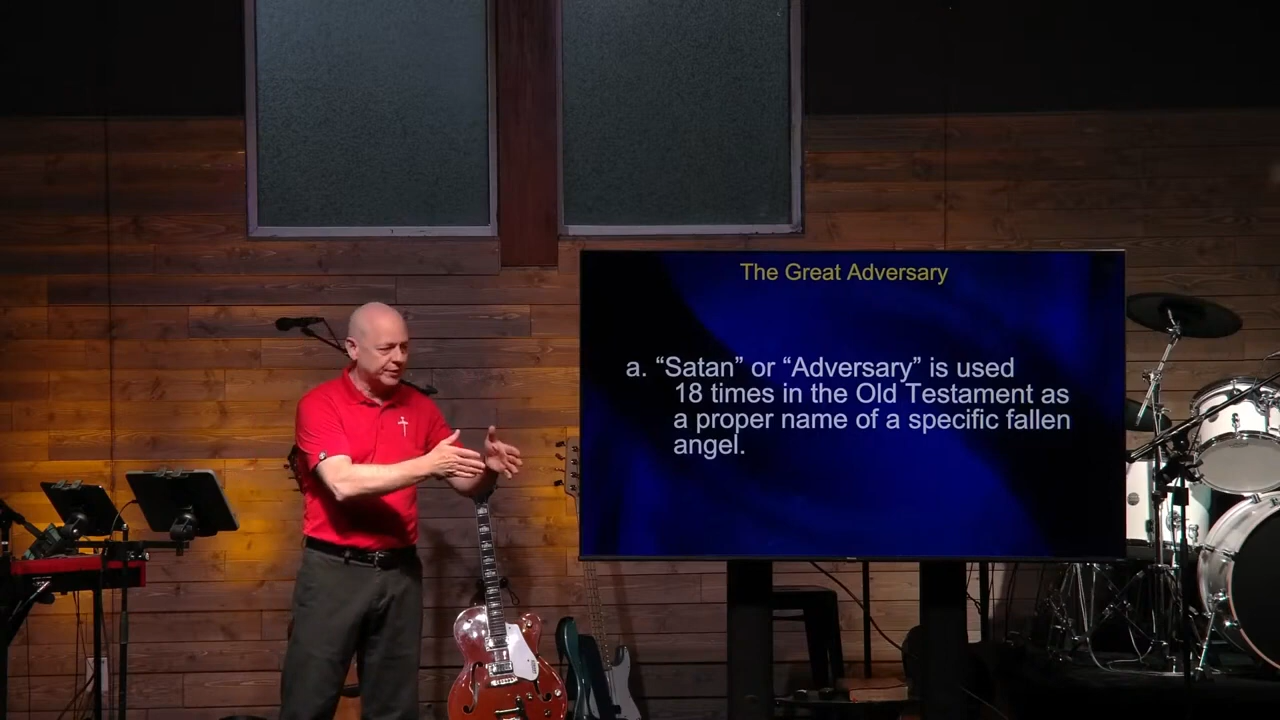 The Great Adversary
a. “Satan” or “Adversary” is used
18 times in the Old Testament as
a proper name of a specific fallen
angel.